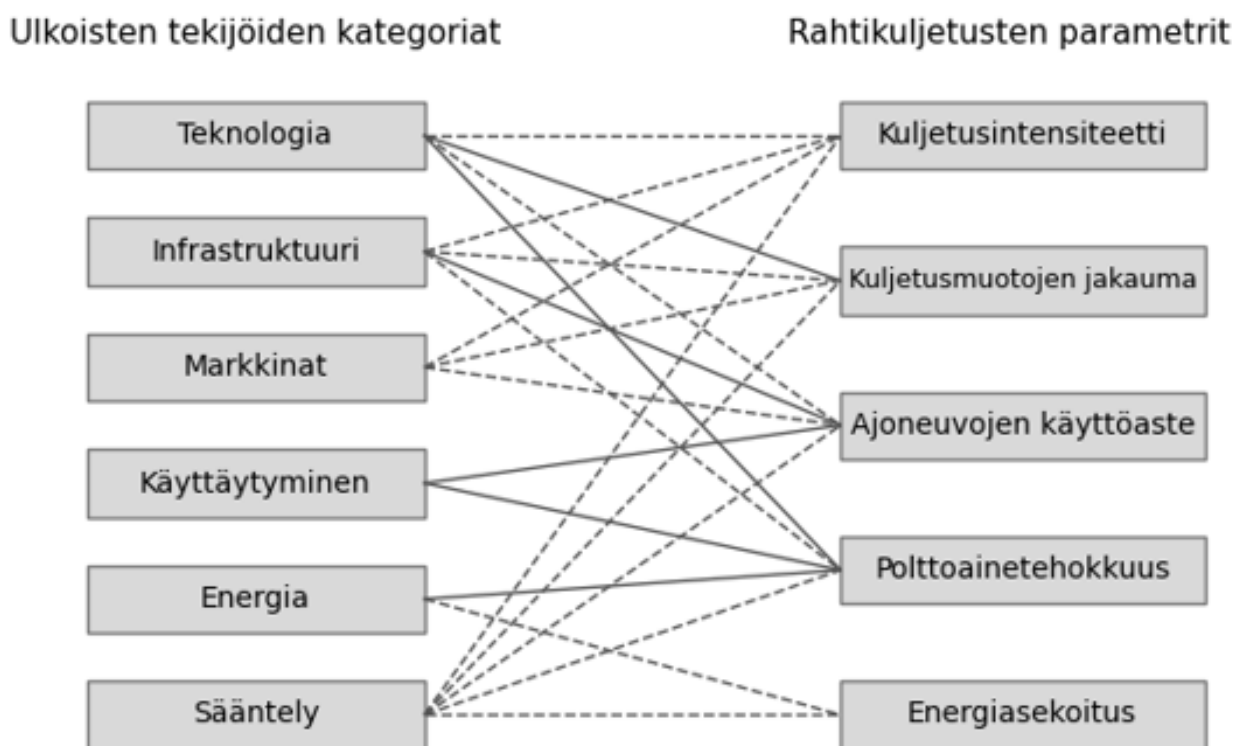 Ulkoisten tekijöiden kategoriat
Rahtikuljetusten parametrit
Teknologia
Infrastruktuuri
Markkinat
Käyttäytyminen
Energia
Sääntely
Kuljetusintensiteetti
Kuljetusmuotojen jakauma
Ajoneuvojen käyttöaste
Polttoainetehokkuus
Energiasekoitus